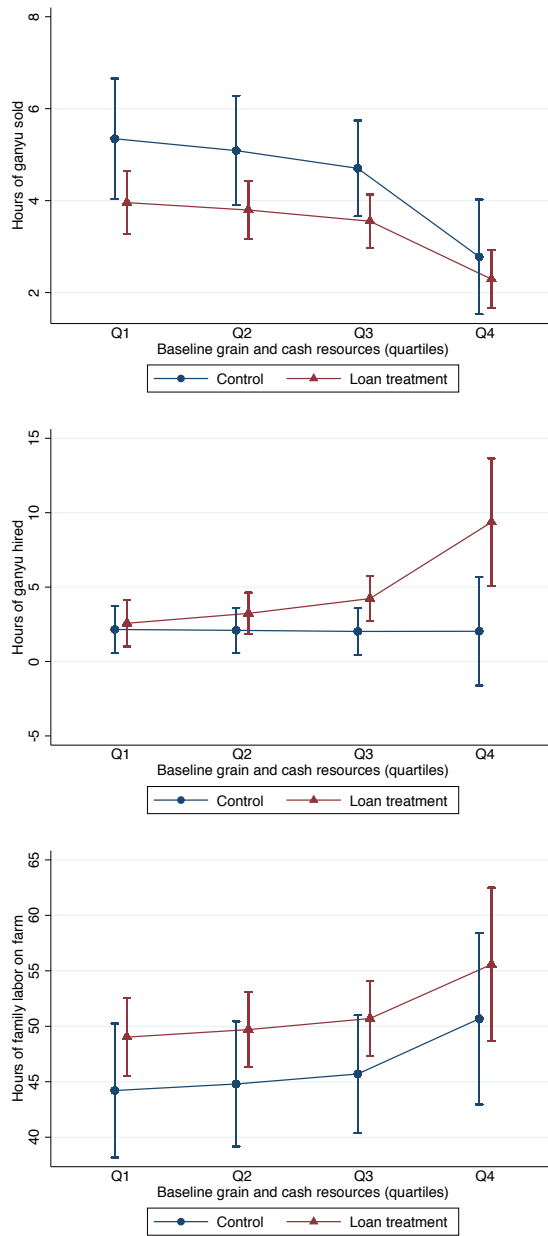 Hours of ganyu sold
8
6
4
2
Q1 Q2 Q3 Q4
Baseline grain and cash resources (quartiles)
Control Loan treatment
Hours of ganyu hired
15
10
5
0
-5
Q1 Q2 Q3 Q4
Baseline grain and cash resources (quartiles)
Control Loan treatment
Hours of family labor on farm
65
60
55
50
45
40
Q1 Q2 Q3 Q4
Baseline grain and cash resources (quartiles)
Control Loan treatment